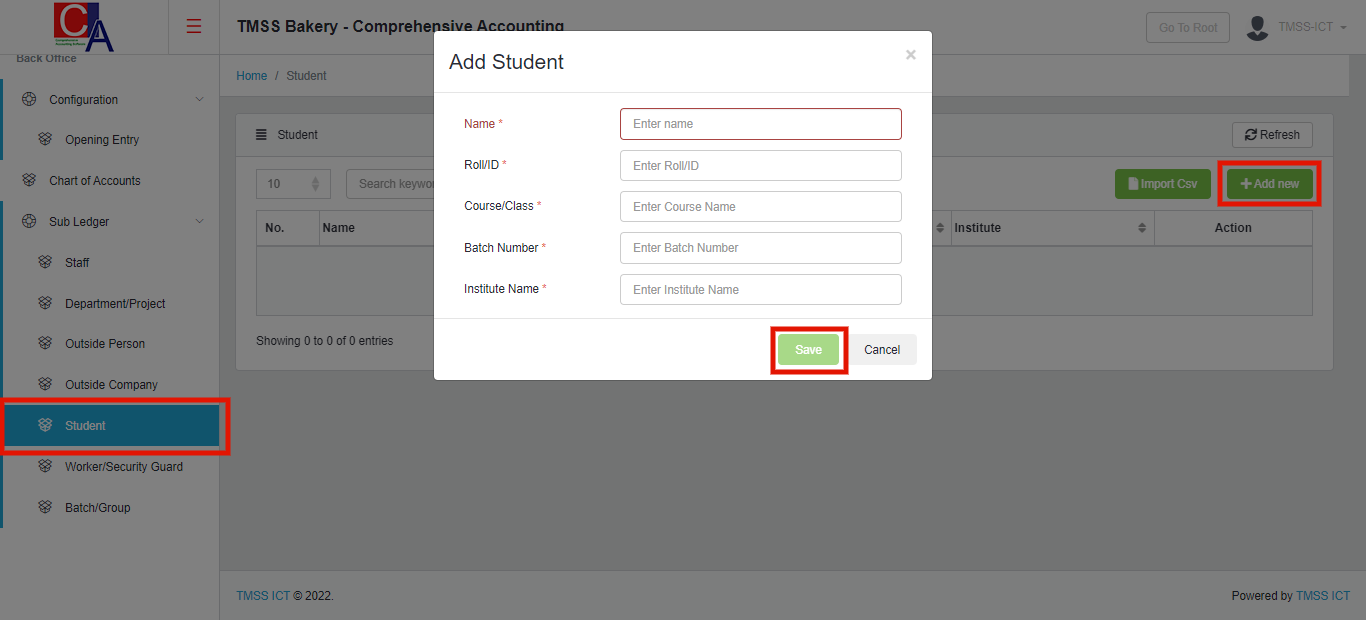 CA
Comprehensive
Accounting Software
TMSS Bakery - Comprehensive Accounting
Go To Root
TMSS-ICT
Back Office
Configuration
Opening Entry
Chart of Accounts
Sub Ledger
Staff
Department/Project
Outside Person
Outside Company
Student
Worker/Security Guard
Batch/Group
Home / Student
Student
Refresh
10
Search keywo
Import Csv
Add new
No. Name Institute Action
Showing 0 to 0 of 0 entries
Add Student ×
Name * Enter name
Roll/ID * Enter Roll/ID
Course/Class * Enter Course Name
Batch Number * Enter Batch Number
Institute Name * Enter Institute Name
Save Cancel
TMSS ICT © 2022.
Powered by TMSS ICT